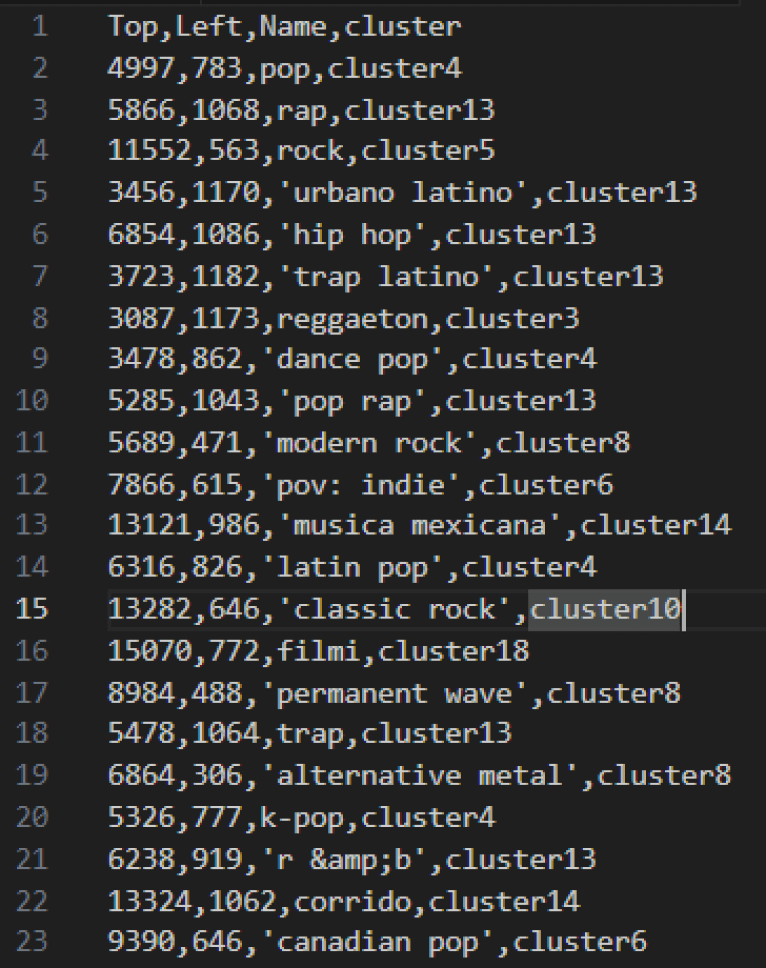 1 Top,Left,Name,cluster
2 4997,783,pop,cluster4
3 5866,1068,rap,cluster13
4 11552,563,rock,cluster5
5 3456,1170,'urbano latino',cluster13
6 6854,1086,'hip hop',cluster13
7 3723,1182,'trap latino',cluster13
8 3087,1173,reggaeton,cluster3
9 3478,862,'dance pop',cluster4
10 5285,1043,'pop rap',cluster13
11 5689,471,'modern rock',cluster8
12 7866,615,'pov: indie',cluster6
13 13121,986,'musica mexicana',cluster14
14 6316,826,'latin pop',cluster4
15 13282,646,'classic rock',cluster10
16 15070,772,filmi,cluster18
17 8984,488,'permanent wave',cluster8
18 5478,1064,trap,cluster13
19 6864,306,'alternative metal',cluster8
20 5326,777,k-pop,cluster4
21 6238,919,'r &amp;b',cluster13
22 13324,1062,corrido,cluster14
23 9390,646,'canadian pop',cluster6